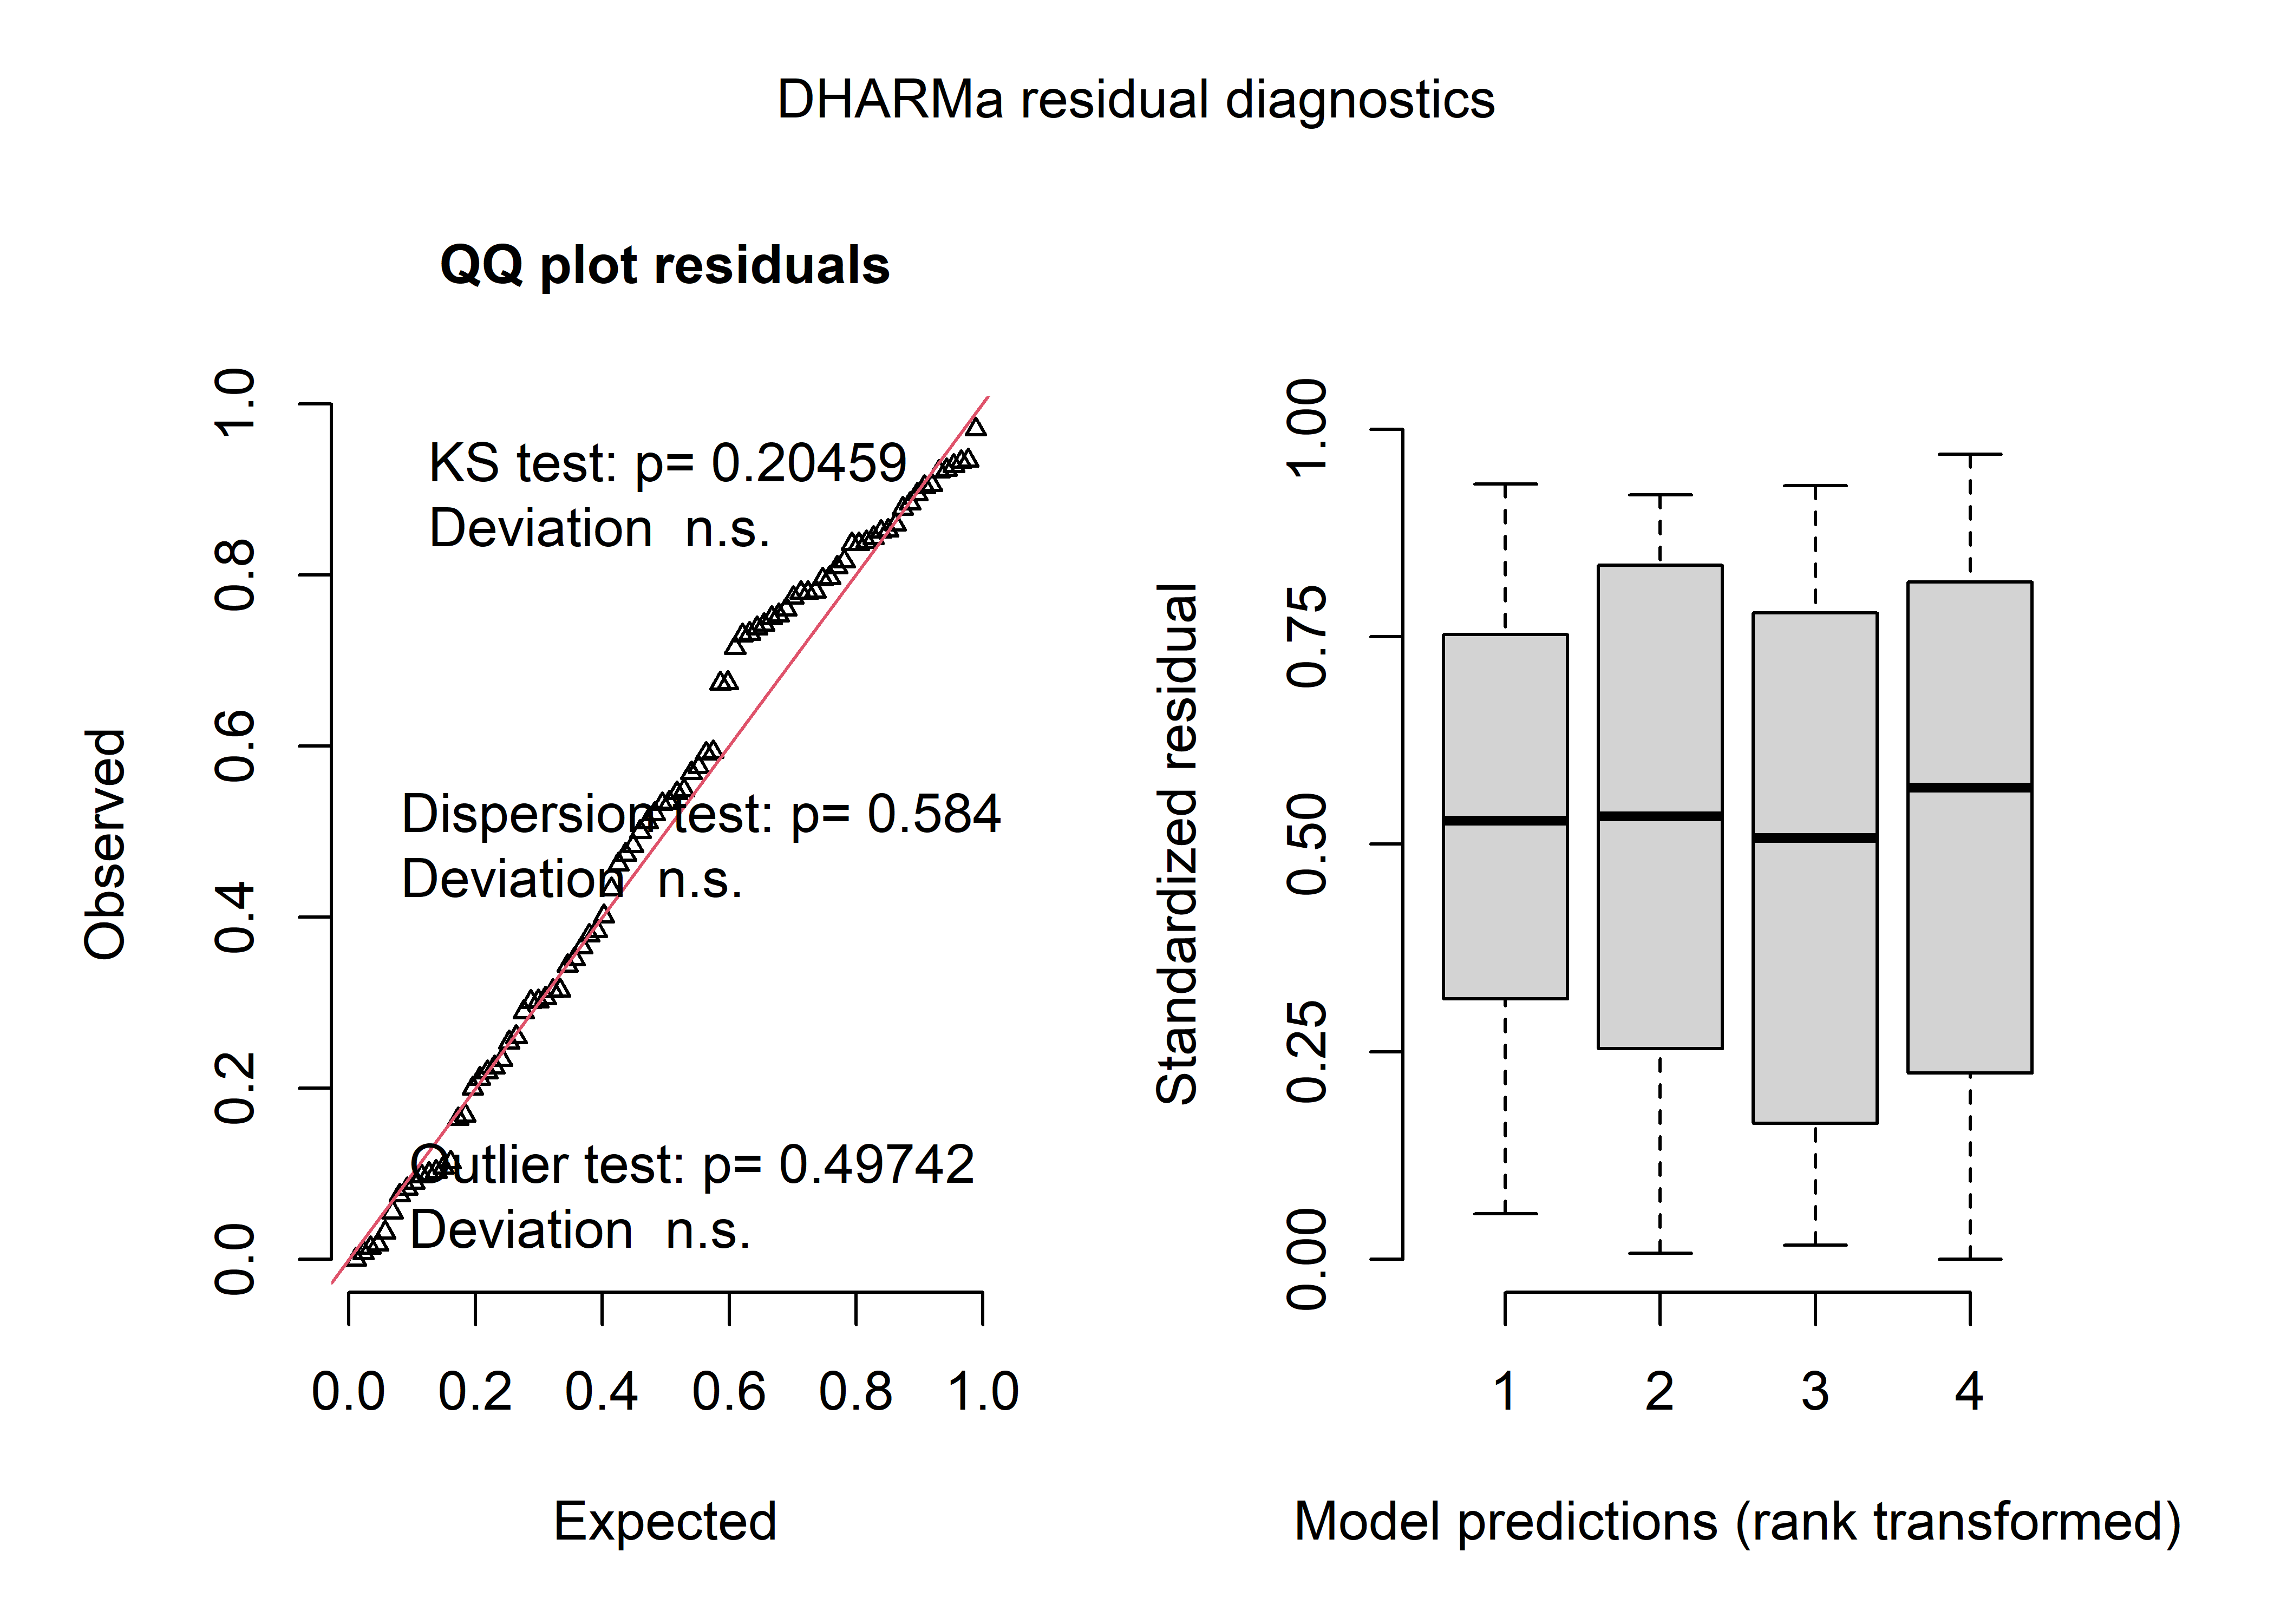 DHARMa residual diagnostics
QQ plot residuals
KS test: p= 0.20459
Deviation n.s.
Dispersion test: p= 0.584
Deviation n.s.
Outlier test: p= 0.49742
Deviation n.s.
Observed
0.0 0.2 0.4 0.6 0.8 1.0
0.0 0.2 0.4 0.6 0.8 1.0
Expected
Standardized residual
0.00 0.25 0.50 0.75 1.00
1 2 3 4
Model predictions (rank transformed)